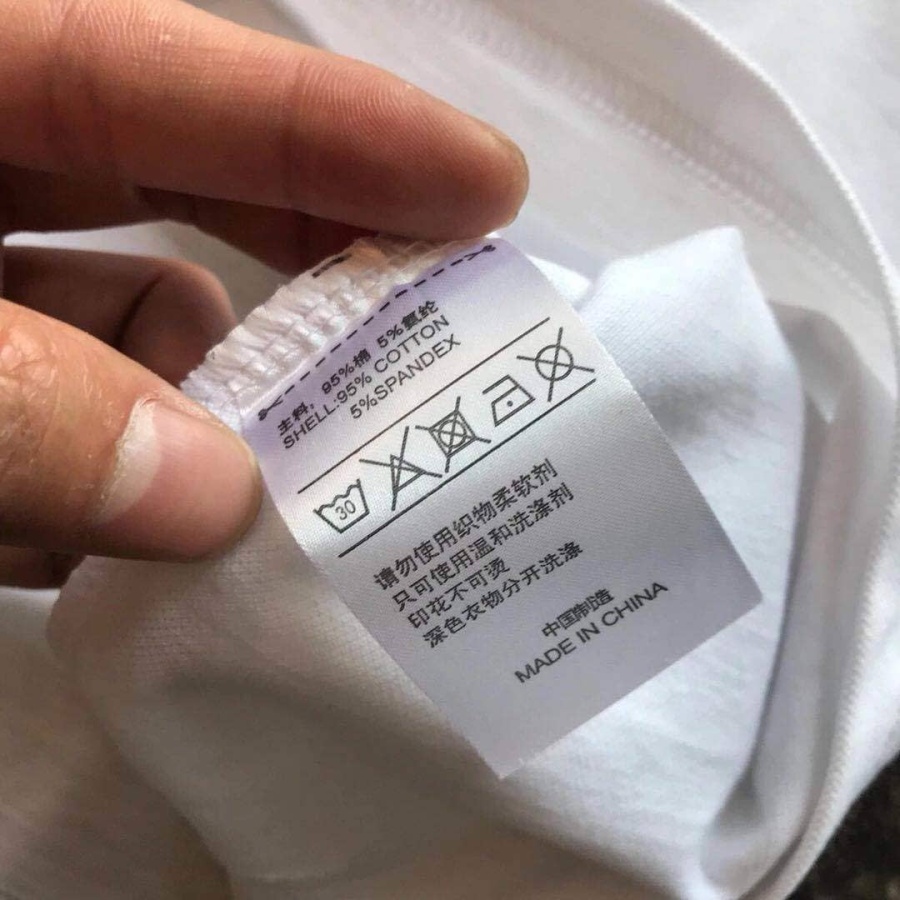 主料：95%棉 5%氨纶
SHELL:95% COTTON
5%SPANDEX
30
请勿使用织物柔软剂
只可使用温和洗涤剂
印花不可烫
深色衣物分开洗涤
中国制造
MADE IN CHINA